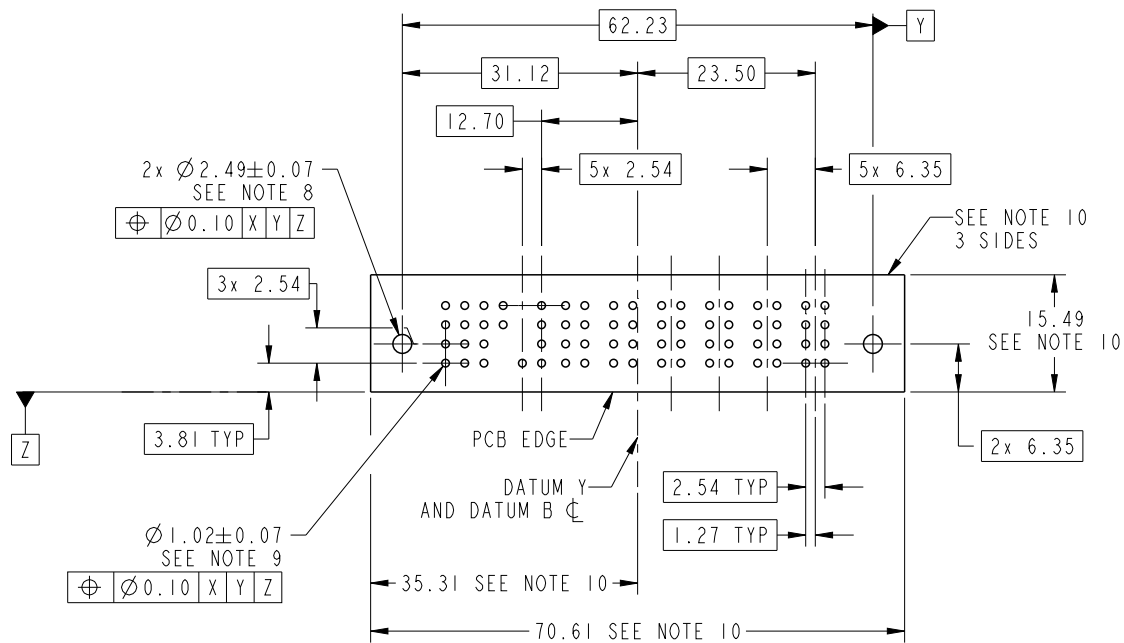 62.23
Y
31.12
23.50
12.70
2x Ø2.49±0.07
SEE NOTE 8
⌖ Ø0.10 X Y Z
5x 2.54
5x 6.35
SEE NOTE 10
3 SIDES
3x 2.54
15.49
SEE NOTE 10
Z
3.81 TYP
PCB EDGE
2x 6.35
DATUM Y
AND DATUM B ℄
2.54 TYP
1.27 TYP
Ø1.02±0.07
SEE NOTE 9
⌖ Ø0.10 X Y Z
35.31 SEE NOTE 10
70.61 SEE NOTE 10